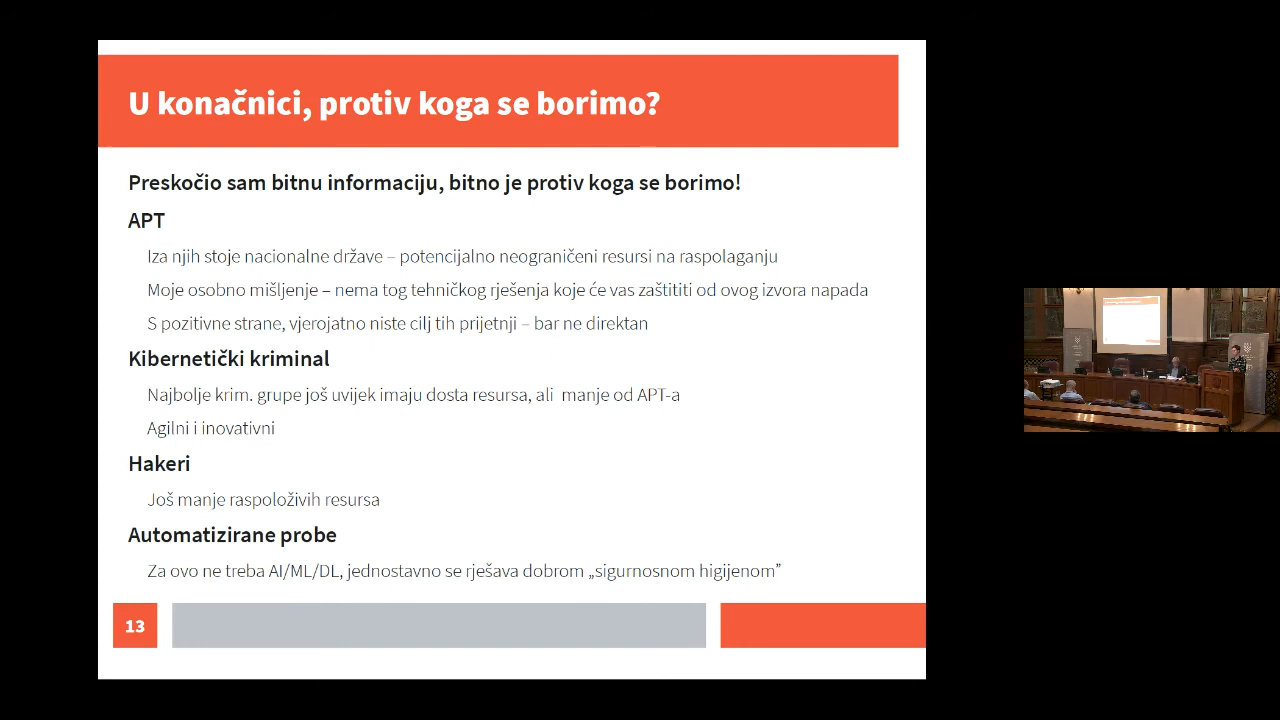 U konačnici, protiv koga se borimo?
Preskočio sam bitnu informaciju, bitno je protiv koga se borimo!
APT
Iza njih stoje nacionalne države – potencijalno neograničeni resursi na raspolaganju
Moje osobno mišljenje – nema tog tehničkog rješenja koje će vas zaštititi od ovog izvora napada
S pozitivne strane, vjerojatno niste cilj tih prijetnji – bar ne direktan
Kibernetički kriminal
Najbolje krim. grupe još uvijek imaju dosta resursa, ali manje od APT-a
Agilni i inovativni
Hakeri
Još manje raspoloživih resursa
Automatizirane probe
Za ovo ne treba AI/ML/DL, jednostavno se rješava dobrom „sigurnosnom higijenom”
13